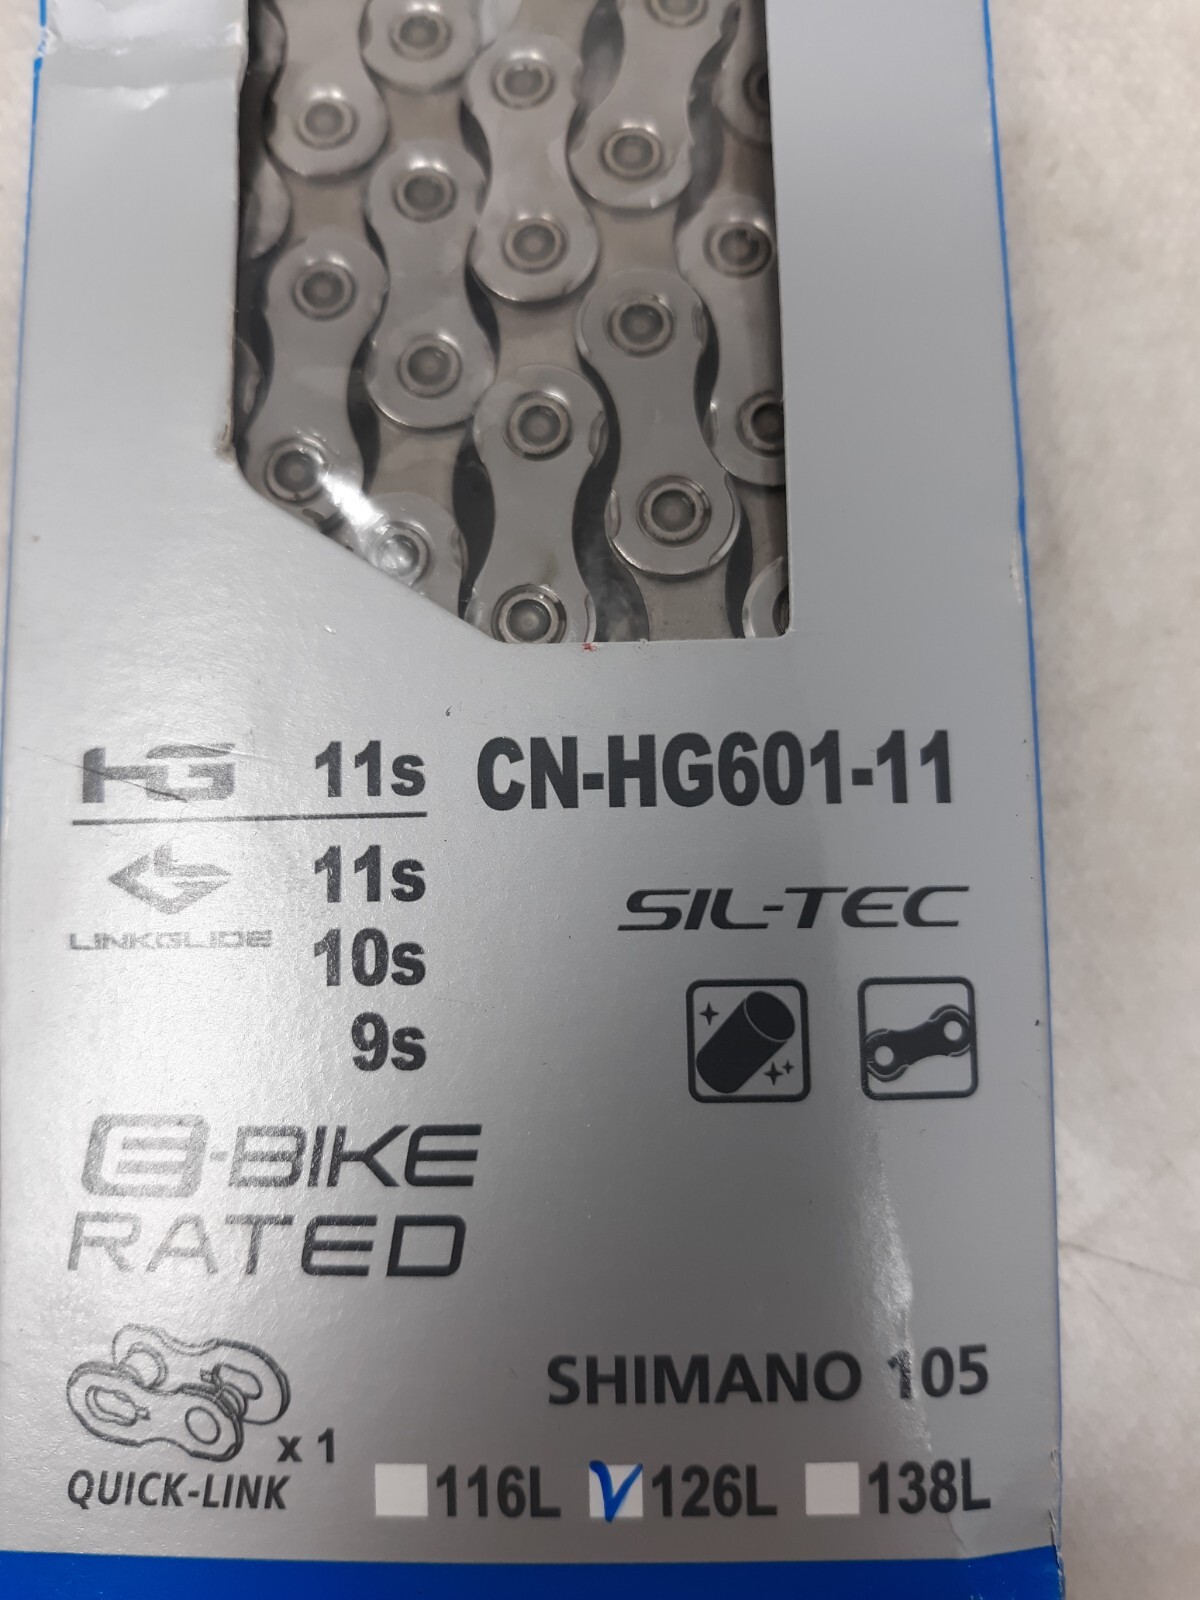 HG 11s CN-HG601-11
LINKGLIDE 11s
10s
9s
SIL-TEC
E-BIKE
RATED
x 1
QUICK-LINK
SHIMANO 105
116L V 126L 138L